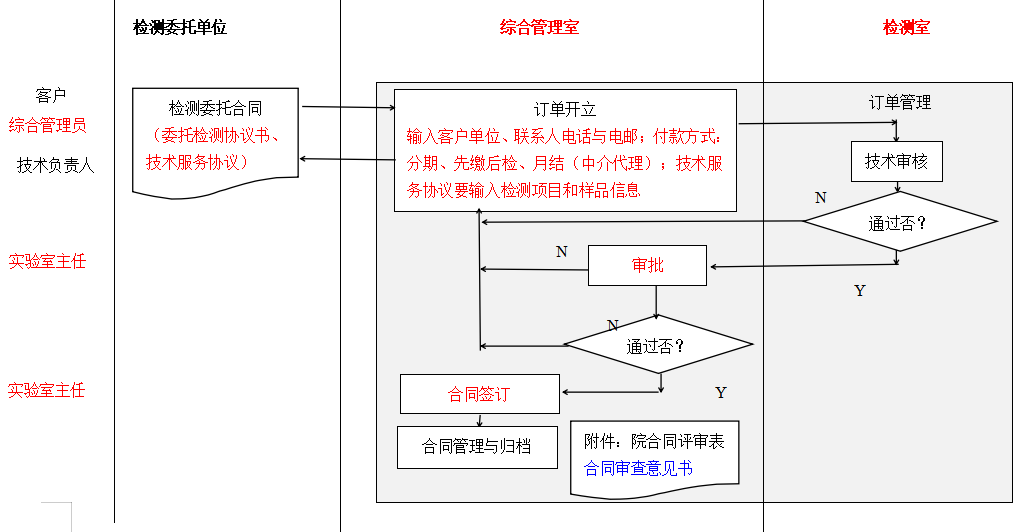 检测委托单位
综合管理室
检测室
客户
综合管理员
技术负责人
检测委托合同
（委托检测协议书、
技术服务协议）
订单开立
输入客户单位、联系人电话与电邮；付款方式：
分期、先缴后检、月结（中介代理）；技术服
务协议要输入检测项目和样品信息
订单管理
技术审核
N
通过否？
实验室主任
N
审批
Y
N
通过否？
实验室主任
合同签订
Y
合同管理与归档
附件：院合同评审表
合同审查意见书